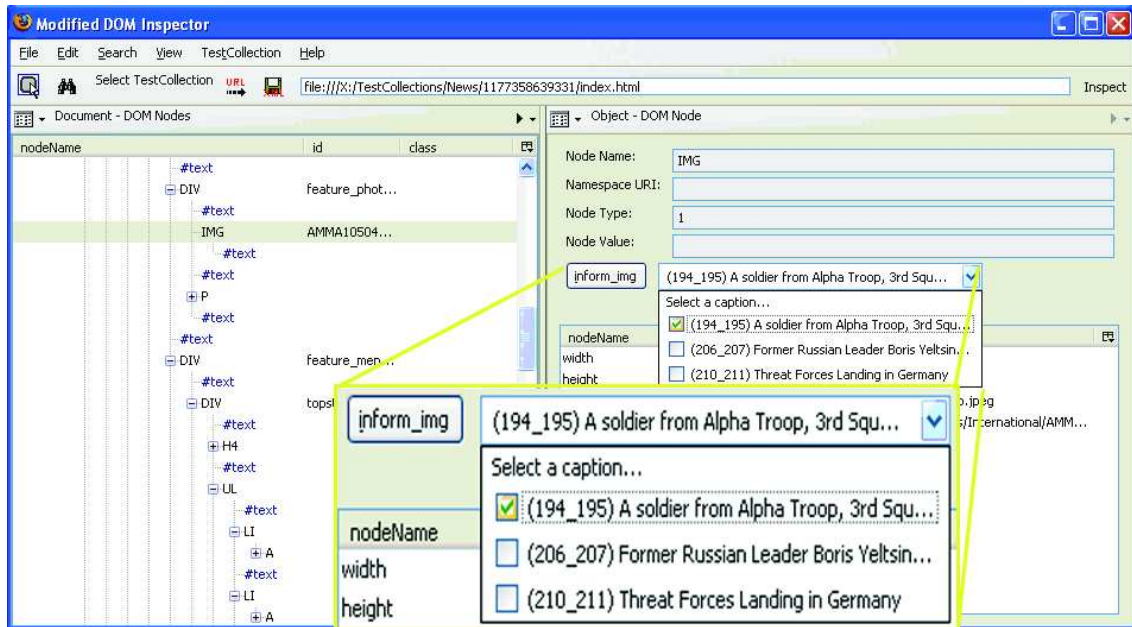 Modified DOM Inspector
File Edit Search View TestCollection Help
Select TestCollection URL file:///X:/TestCollections/News/1177358639331/index.html Inspect
Document - DOM Nodes
nodeName id class
#text
DIV feature_phot...
#text
IMG AMMA10504...
#text
#text
P
#text
#text
DIV feature_men...
#text
DIV
#text
H4
#text
UL
#text
LI
A
#text
LI
A
Object - DOM Node
Node Name: IMG
Namespace URI:
Node Type: 1
Node Value:
inform_img (194_195) A soldier from Alpha Troop, 3rd Squ...
Select a caption...
(194_195) A soldier from Alpha Troop, 3rd Squ...
(206_207) Former Russian Leader Boris Yeltsin...
(210_211) Threat Forces Landing in Germany
nodeName
width
height
inform_img (194_195) A soldier from Alpha Troop, 3rd Squ...
Select a caption...
(194_195) A soldier from Alpha Troop, 3rd Squ...
(206_207) Former Russian Leader Boris Yeltsin...
(210_211) Threat Forces Landing in Germany
nodeName
width
height